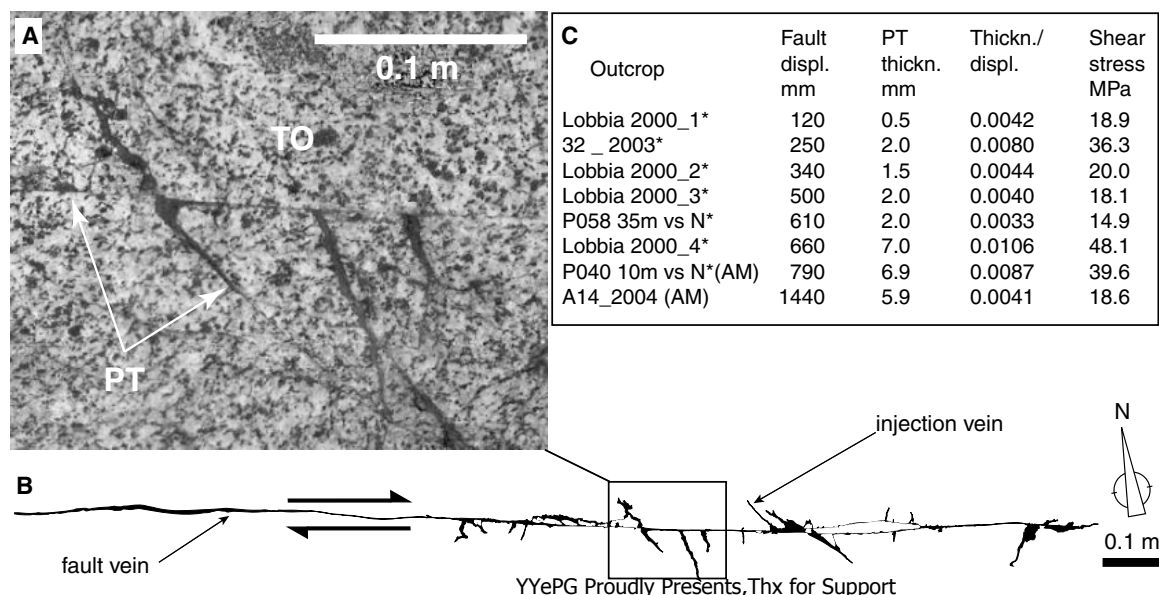 A
0.1 m
TO
PT
C
Outcrop
Fault displ. mm
PT thickn. mm
Thickn./ displ.
Shear stress MPa
Lobbia 2000_1* 120 0.5 0.0042 18.9
32 _ 2003* 250 2.0 0.0080 36.3
Lobbia 2000_2* 340 1.5 0.0044 20.0
Lobbia 2000_3* 500 2.0 0.0040 18.1
P058 35m vs N* 610 2.0 0.0033 14.9
Lobbia 2000_4* 660 7.0 0.0106 48.1
P040 10m vs N*(AM) 790 6.9 0.0087 39.6
A14_2004 (AM) 1440 5.9 0.0041 18.6
B
injection vein
N
fault vein
0.1 m
YYePG Proudly Presents,Thx for Support